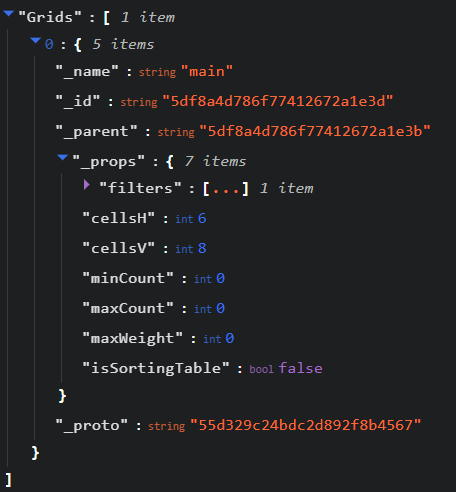 "Grids" : [ 1 item
0 : { 5 items
"_name" : string "main"
"_id" : string "5df8a4d786f77412672a1e3d"
"_parent" : string "5df8a4d786f77412672a1e3b"
"_props" : { 7 items
"filters" : [...] 1 item
"cellsH" : int 6
"cellsV" : int 8
"minCount" : int 0
"maxCount" : int 0
"maxWeight" : int 0
"isSortingTable" : bool false
}
"_proto" : string "55d329c24bdc2d892f8b4567"
}
]